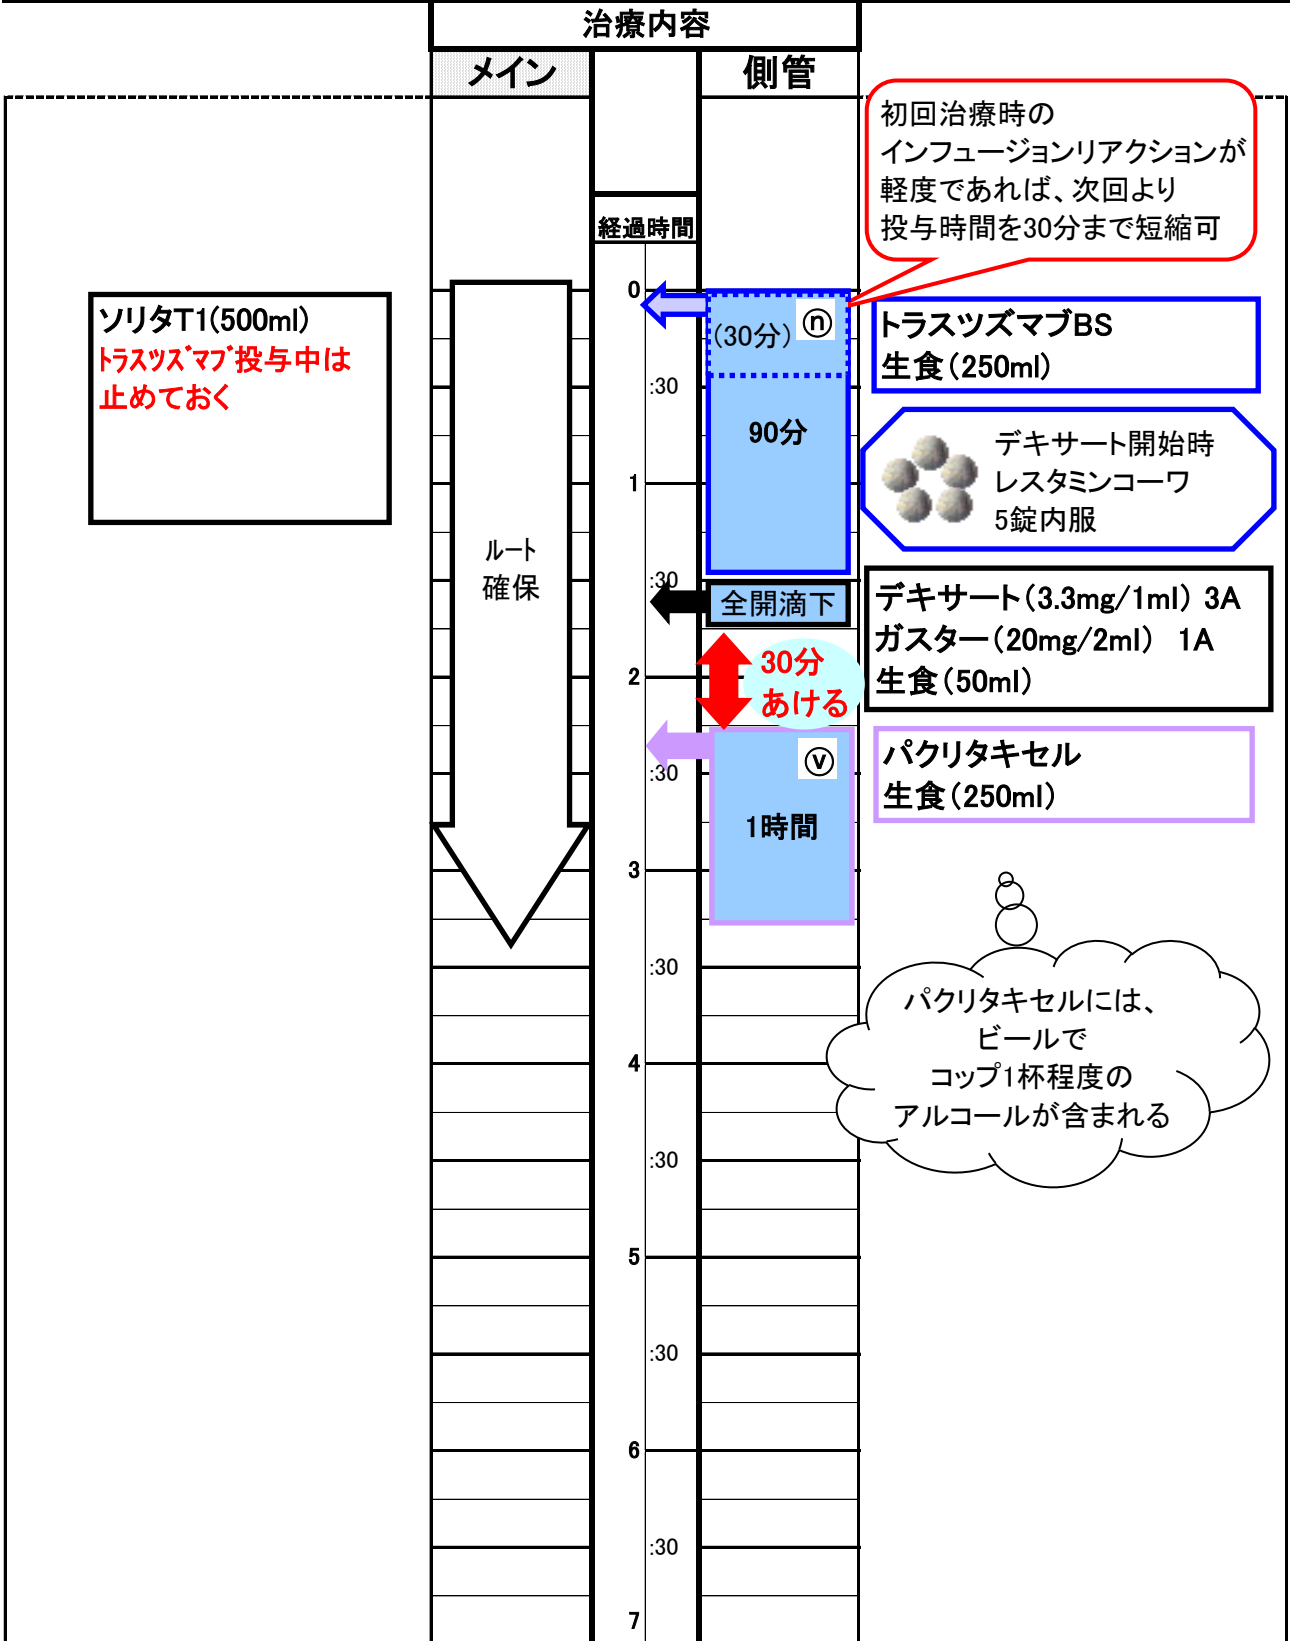 治療内容
メイン
側管
初回治療時の
インフュージョンリアクションが
軽度であれば、次回より
投与時間を30分まで短縮可
経過時間
ソリタT1(500ml)
ﾄﾗｽﾂｽﾞﾏﾌﾞ投与中は
止めておく
0
(30分)
ⓝ
トラスツズマブBS
生食(250ml)
:30
90分
デキサート開始時
レスタミンコーワ
5錠内服
1
ルート
確保
:30
全開滴下
デキサート(3.3mg/1ml) 3A
ガスター(20mg/2ml) 1A
生食(50ml)
30分
あける
2
ⓥ
パクリタキセル
生食(250ml)
:30
1時間
3
:30
パクリタキセルには、
ビールで
コップ1杯程度の
アルコールが含まれる
4
:30
5
:30
6
:30
7